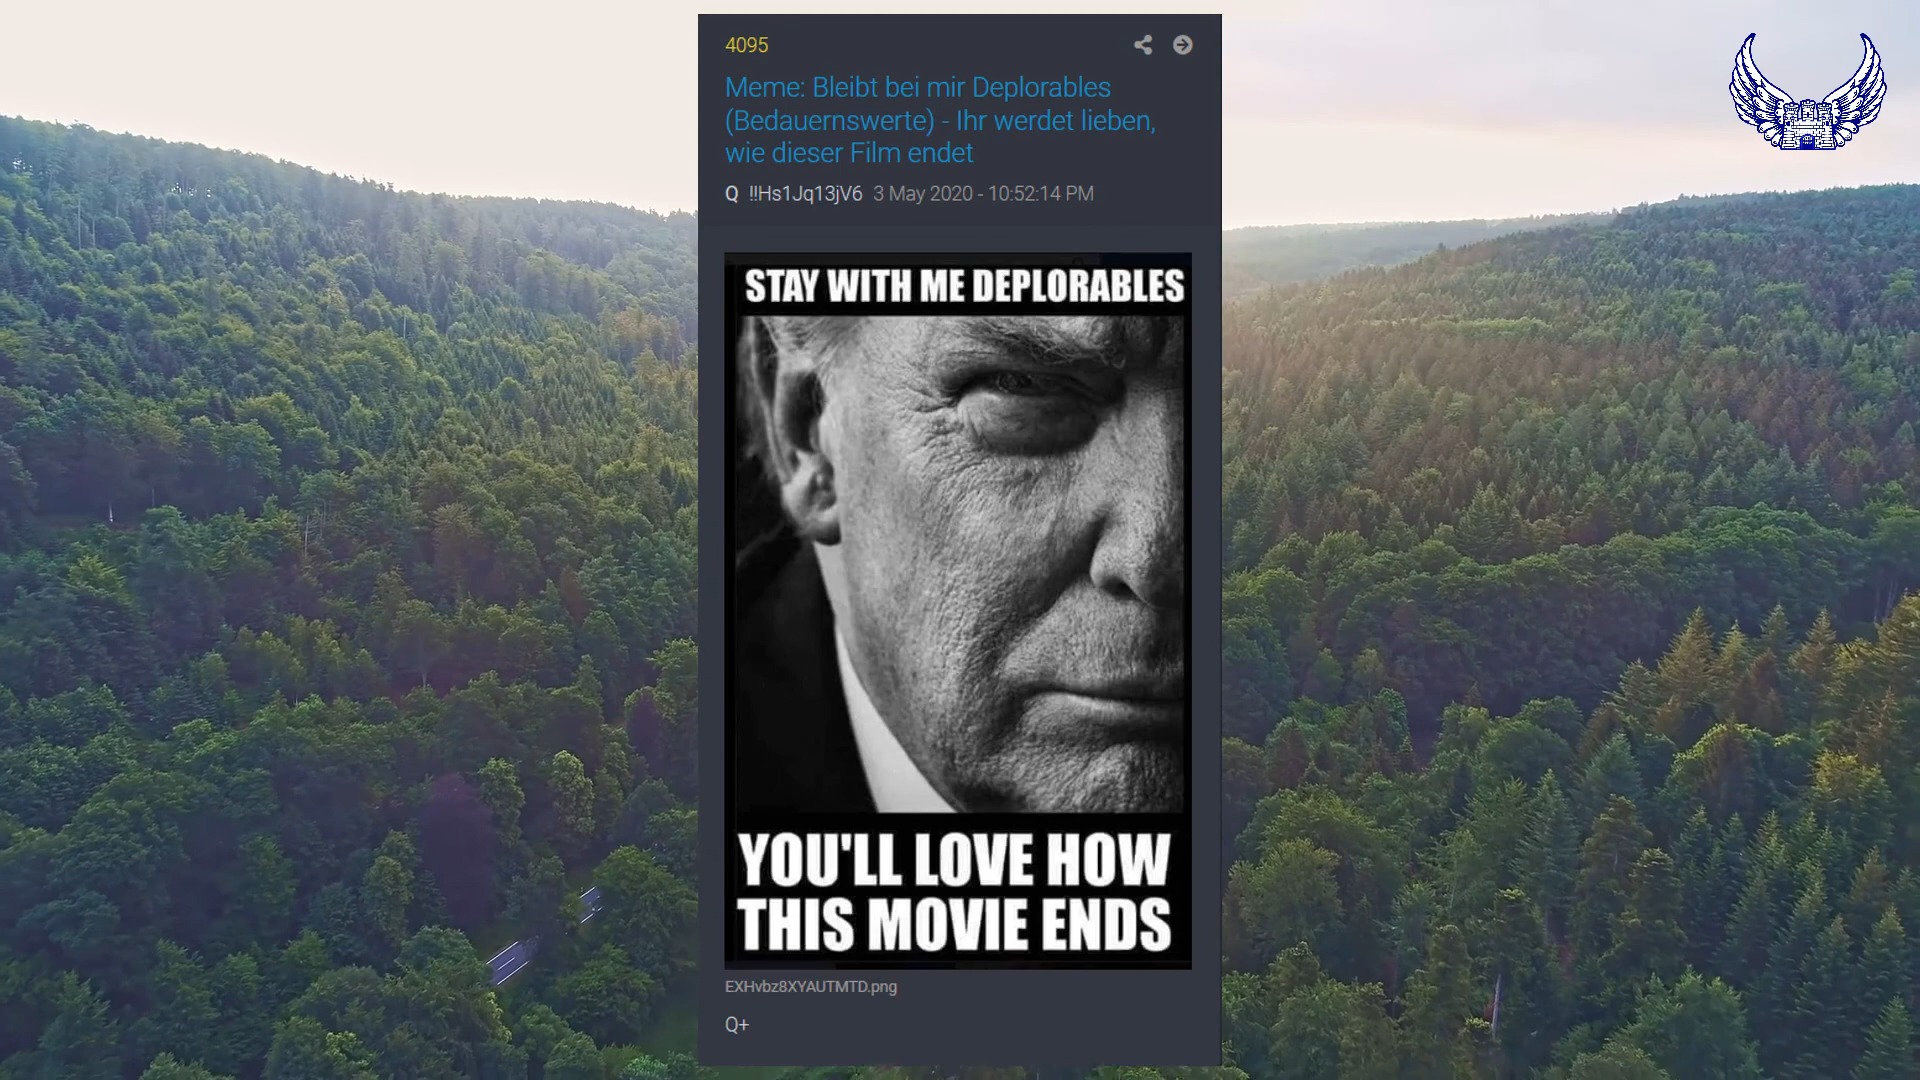 4095
Meme: Bleibt bei mir Deplorables
(Bedauernswerte) - Ihr werdet lieben,
wie dieser Film endet
Q !!Hs1Jq13jV6 3 May 2020 - 10:52:14 PM
STAY WITH ME DEPLORABLES
YOU'LL LOVE HOW
THIS MOVIE ENDS
EXHvbz8XYAUTMTD.png
Q+